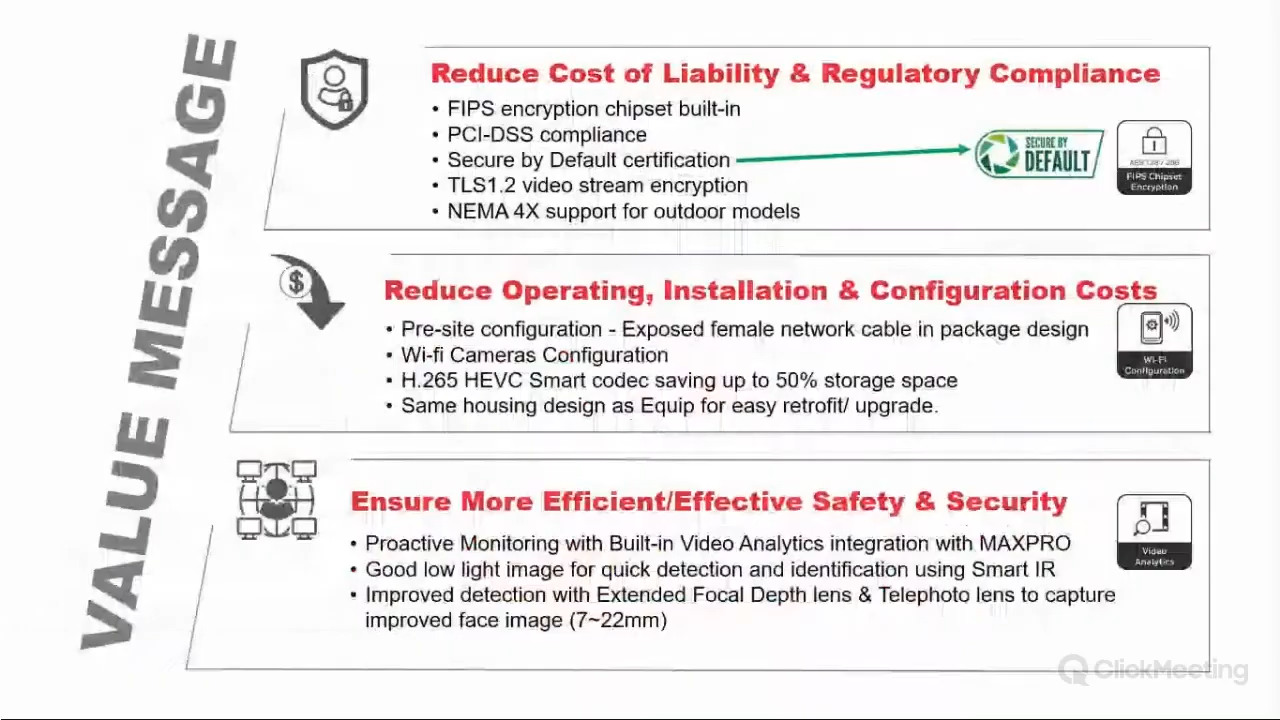 VALUE MESSAGE
Reduce Cost of Liability & Regulatory Compliance
• FIPS encryption chipset built-in
• PCI-DSS compliance
• Secure by Default certification
• TLS1.2 video stream encryption
• NEMA 4X support for outdoor models
SECURE BY
DEFAULT
FIPS Chipset
Encryption
$
Reduce Operating, Installation & Configuration Costs
• Pre-site configuration - Exposed female network cable in package design
• Wi-fi Cameras Configuration
• H.265 HEVC Smart codec saving up to 50% storage space
• Same housing design as Equip for easy retrofit/ upgrade.
Wi-Fi
Configuration
Ensure More Efficient/Effective Safety & Security
• Proactive Monitoring with Built-in Video Analytics integration with MAXPRO
• Good low light image for quick detection and identification using Smart IR
• Improved detection with Extended Focal Depth lens & Telephoto lens to capture
improved face image (7~22mm)
Video
Analytics
ClickMeeting